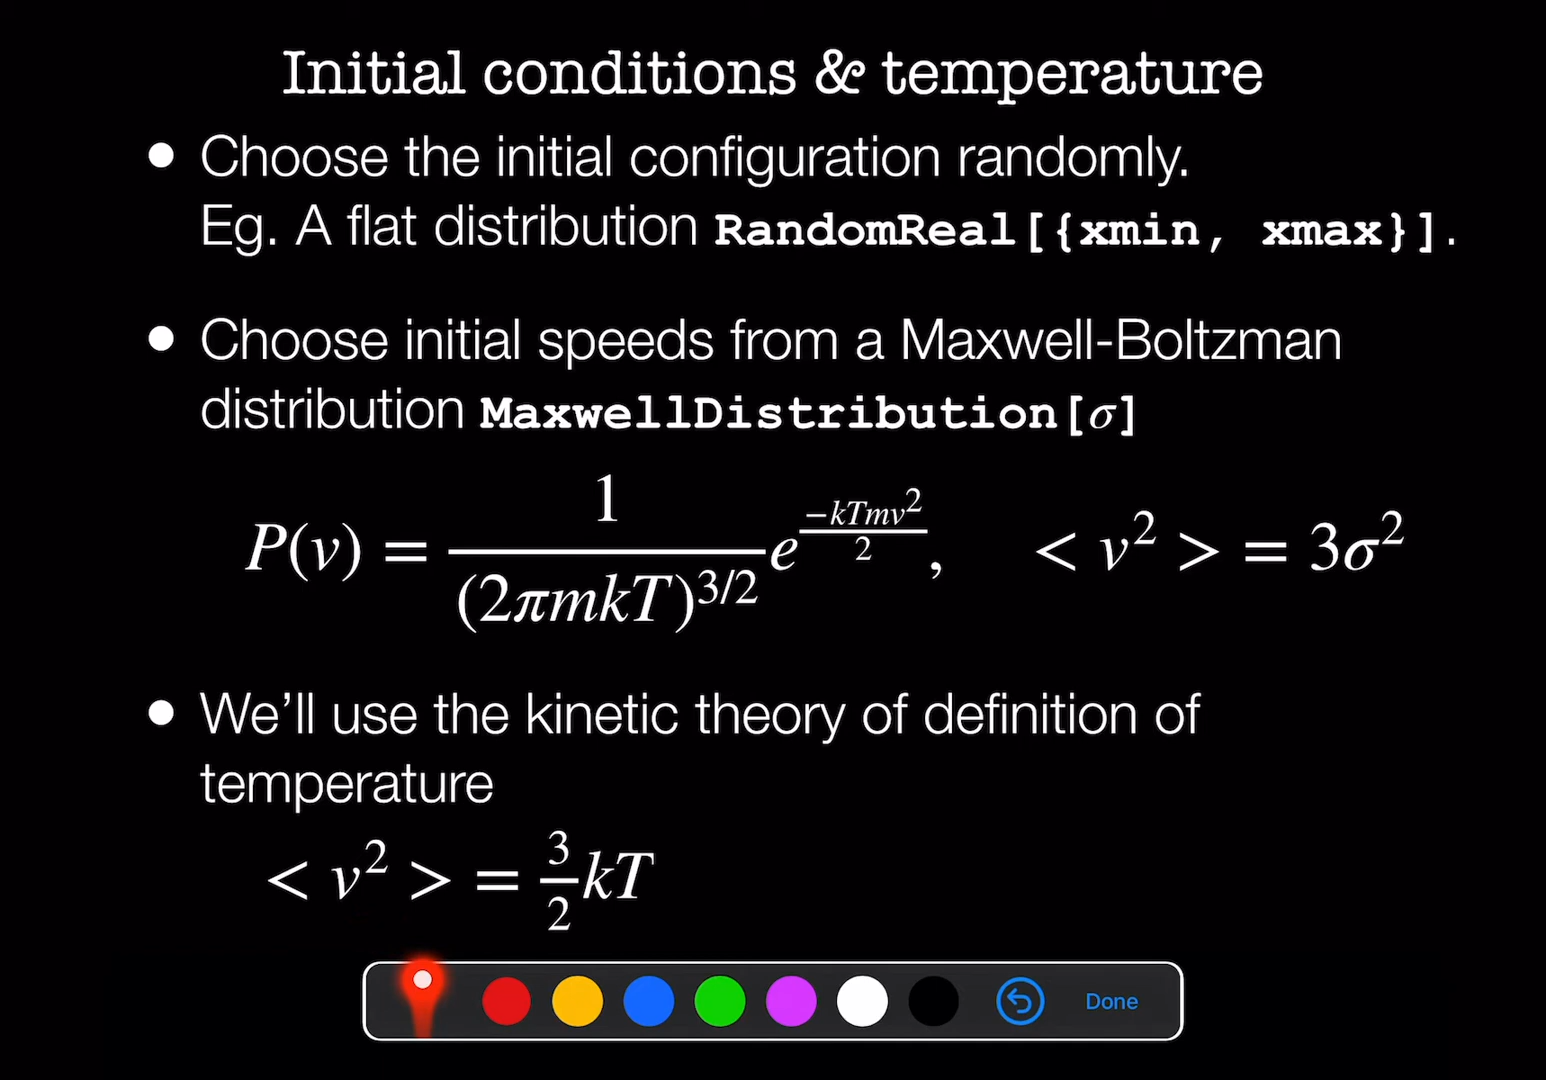 Initial conditions & temperature
● Choose the initial configuration randomly.
Eg. A flat distribution RandomReal[{xmin, xmax}].
● Choose initial speeds from a Maxwell-Boltzman
distribution MaxwellDistribution[σ]
P(v) = 1/(2πmkT)^{3/2} e^{-kTmv²/2}, < v² > = 3σ²
● We’ll use the kinetic theory of definition of
temperature
< v² > = 3/2 kT
Done